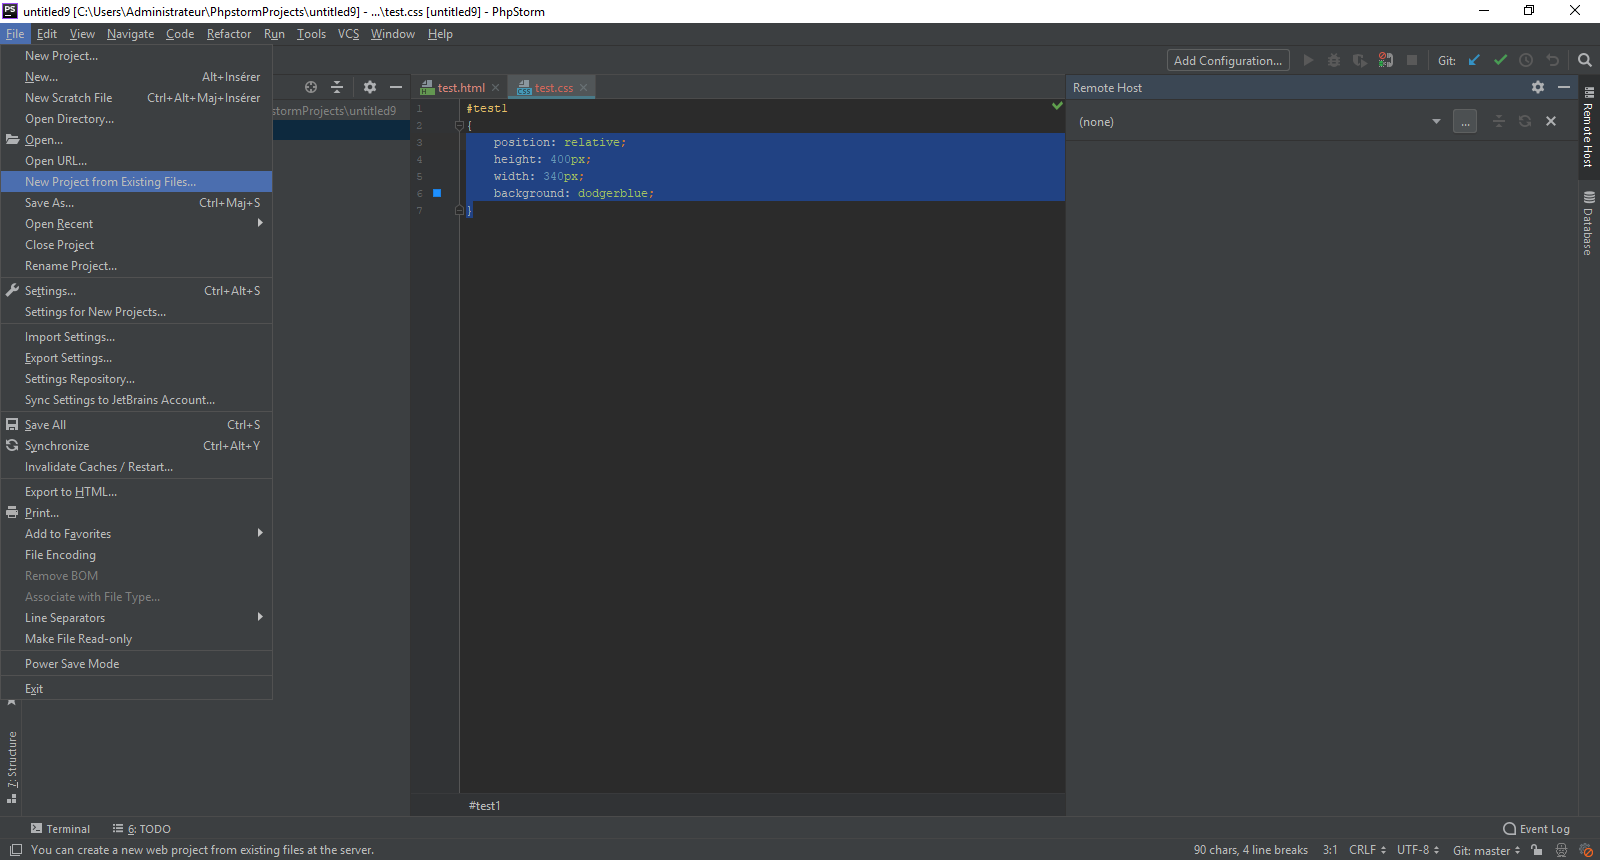 PS untitled9 [C:\Users\Administrateur\PhpstormProjects\untitled9] - ...\test.css [untitled9] - PhpStorm
File Edit View Navigate Code Refactor Run Tools VCS Window Help
Add Configuration... Git:
New Project...
New... Alt+Insérer
New Scratch File Ctrl+Alt+Maj+Insérer
Open Directory...
Open...
Open URL...
New Project from Existing Files...
Save As... Ctrl+Maj+S
Open Recent
Close Project
Rename Project...
Settings... Ctrl+Alt+S
Settings for New Projects...
Import Settings...
Export Settings...
Settings Repository...
Sync Settings to JetBrains Account...
Save All Ctrl+S
Synchronize Ctrl+Alt+Y
Invalidate Caches / Restart...
Export to HTML...
Print...
Add to Favorites
File Encoding
Remove BOM
Associate with File Type...
Line Separators
Make File Read-only
Power Save Mode
Exit
stormProjects\untitled9
7: Structure
test.html test.css
1 #test1
2 {
3 position: relative;
4 height: 400px;
5 width: 340px;
6 background: dodgerblue;
7 }
#test1
Remote Host
(none) ...
Remote Host
Database
Terminal 6: TODO Event Log
You can create a new web project from existing files at the server. 90 chars, 4 line breaks 3:1 CRLF UTF-8 Git: master